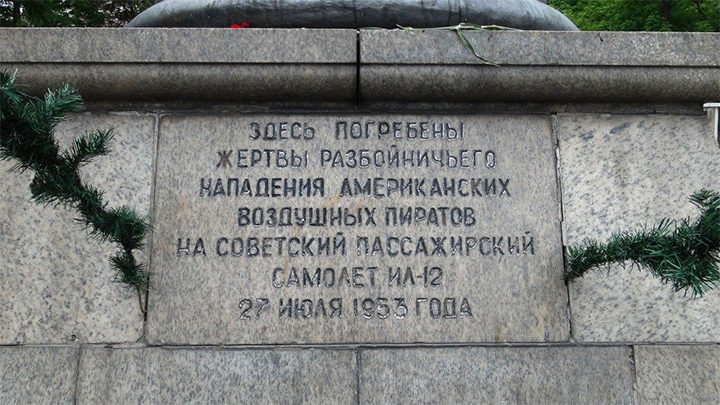 ЗДЕСЬ ПОГРЕБЕНЫ
ЖЕРТВЫ РАЗБОЙНИЧЬЕГО
НАПАДЕНИЯ АМЕРИКАНСКИХ
ВОЗДУШНЫХ ПИРАТОВ
НА СОВЕТСКИЙ ПАССАЖИРСКИЙ
САМОЛЕТ ИЛ-12
27 ИЮЛЯ 1953 ГОДА